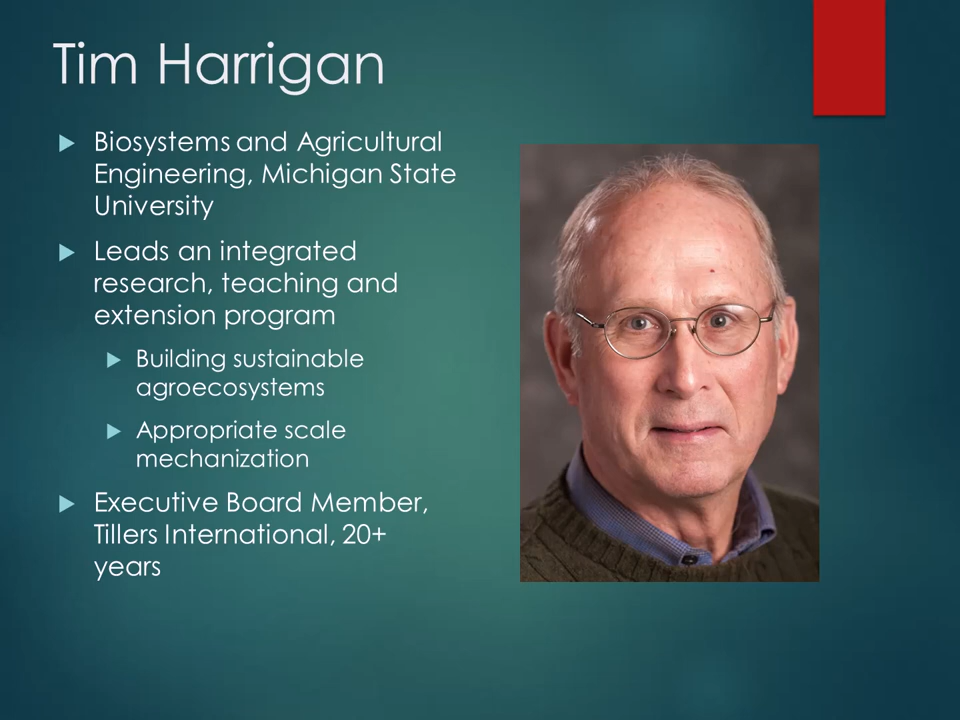 Tim Harrigan
Biosystems and Agricultural
Engineering, Michigan State
University
Leads an integrated
research, teaching and
extension program
Building sustainable
agroecosystems
Appropriate scale
mechanization
Executive Board Member,
Tillers International, 20+
years